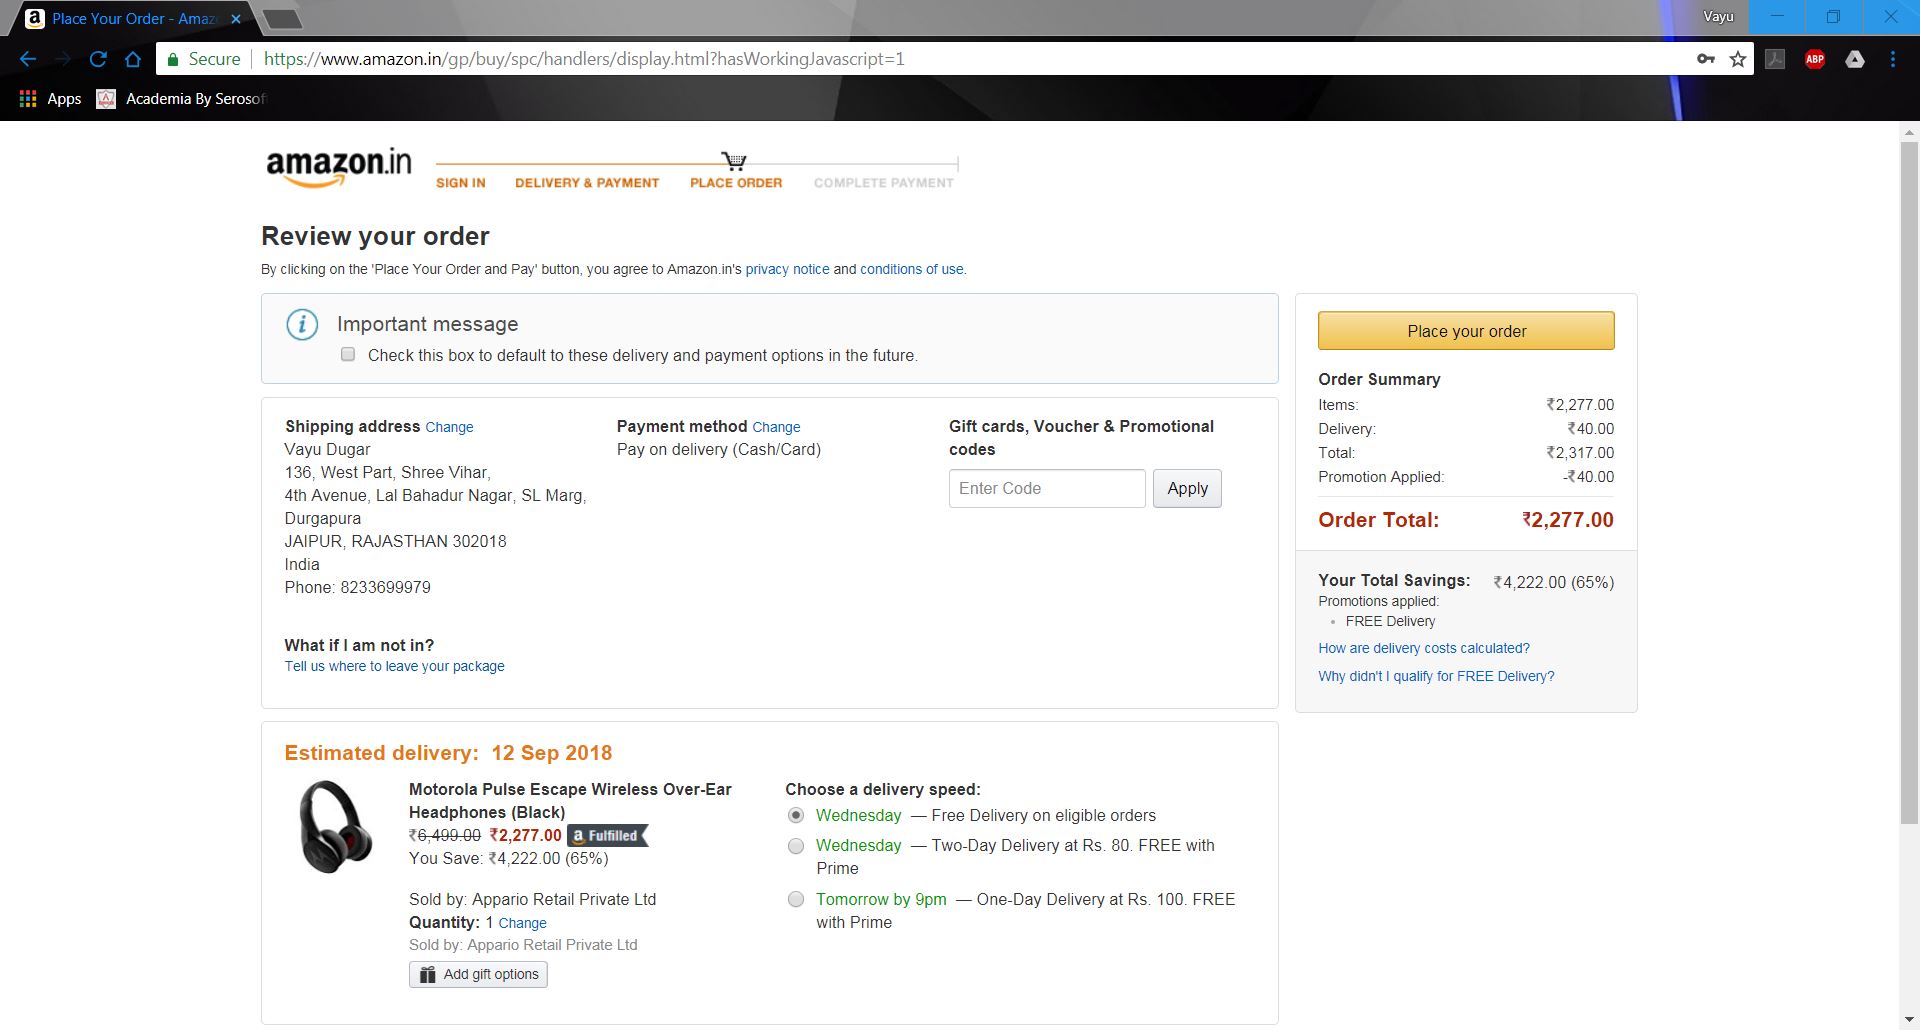 Place Your Order - Amaz
Vayu
Secure
https://www.amazon.in/gp/buy/spc/handlers/display.html?hasWorkingJavascript=1
ABP
Apps
Academia By Serosof
amazon.in
SIGN IN
DELIVERY & PAYMENT
PLACE ORDER
COMPLETE PAYMENT
Review your order
By clicking on the 'Place Your Order and Pay' button, you agree to Amazon.in's privacy notice and conditions of use.
Important message
Check this box to default to these delivery and payment options in the future.
Shipping address Change
Vayu Dugar
136, West Part, Shree Vihar,
4th Avenue, Lal Bahadur Nagar, SL Marg,
Durgapura
JAIPUR, RAJASTHAN 302018
India
Phone: 8233699979
What if I am not in?
Tell us where to leave your package
Payment method Change
Pay on delivery (Cash/Card)
Gift cards, Voucher & Promotional
codes
Enter Code
Apply
Place your order
Order Summary
Items: ₹2,277.00
Delivery: ₹40.00
Total: ₹2,317.00
Promotion Applied: -₹40.00
Order Total: ₹2,277.00
Your Total Savings: ₹4,222.00 (65%)
Promotions applied:
• FREE Delivery
How are delivery costs calculated?
Why didn't I qualify for FREE Delivery?
Estimated delivery: 12 Sep 2018
Motorola Pulse Escape Wireless Over-Ear
Headphones (Black)
₹6,499.00 ₹2,277.00 a Fulfilled
You Save: ₹4,222.00 (65%)
Sold by: Appario Retail Private Ltd
Quantity: 1 Change
Sold by: Appario Retail Private Ltd
Add gift options
Choose a delivery speed:
Wednesday — Free Delivery on eligible orders
Wednesday — Two-Day Delivery at Rs. 80. FREE with
Prime
Tomorrow by 9pm — One-Day Delivery at Rs. 100. FREE
with Prime